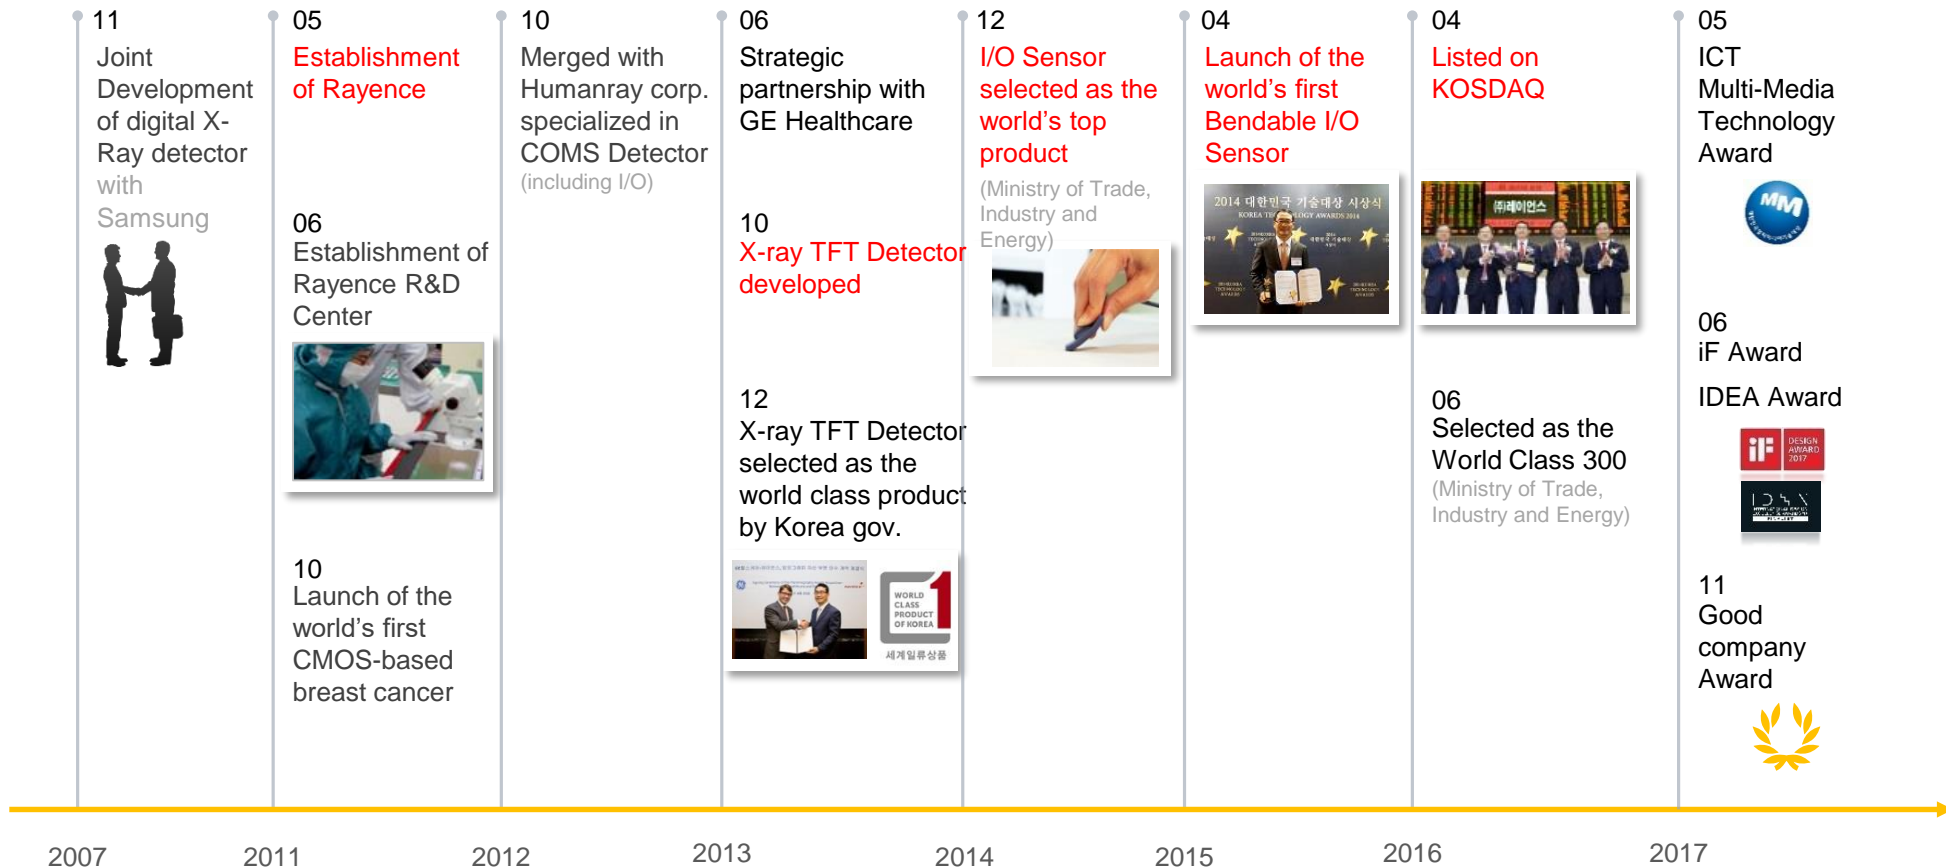 11
Joint
Development
of digital X-
Ray detector
with
Samsung
05
Establishment
of Rayence
06
Establishment of
Rayence R&D
Center
10
Launch of the
world's first
CMOS-based
breast cancer
10
Merged with
Humanray corp.
specialized in
COMS Detector
(including I/O)
06
Strategic
partnership with
GE Healthcare
10
X-ray TFT Detector
developed
12
X-ray TFT Detector
selected as the
world class product
by Korea gov.
WORLD
CLASS
PRODUCT
OF KOREA
1
세계일류상품
12
I/O Sensor
selected as the
world's top
product
(Ministry of Trade,
Industry and
Energy)
04
Launch of the
world's first
Bendable I/O
Sensor
2014 대한민국 기술대상 시상식
KOREA TECHNOLOGY AWARDS 2014
04
Listed on
KOSDAQ
㈜레이언스
06
Selected as the
World Class 300
(Ministry of Trade,
Industry and Energy)
05
ICT
Multi-Media
Technology
Award
MM
06
iF Award
IDEA Award
iF
DESIGN
AWARD
2017
11
Good
company
Award
2007
2011
2012
2013
2014
2015
2016
2017